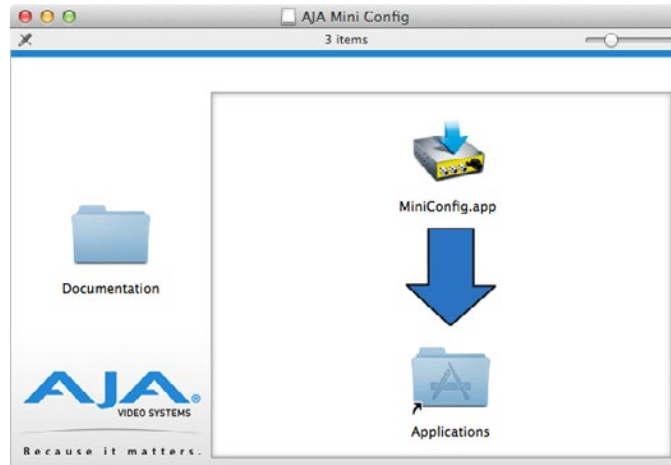 AJA Mini Config
3 items
MiniConfig.app
Documentation
AJA®
VIDEO SYSTEMS
Because it matters.
Applications